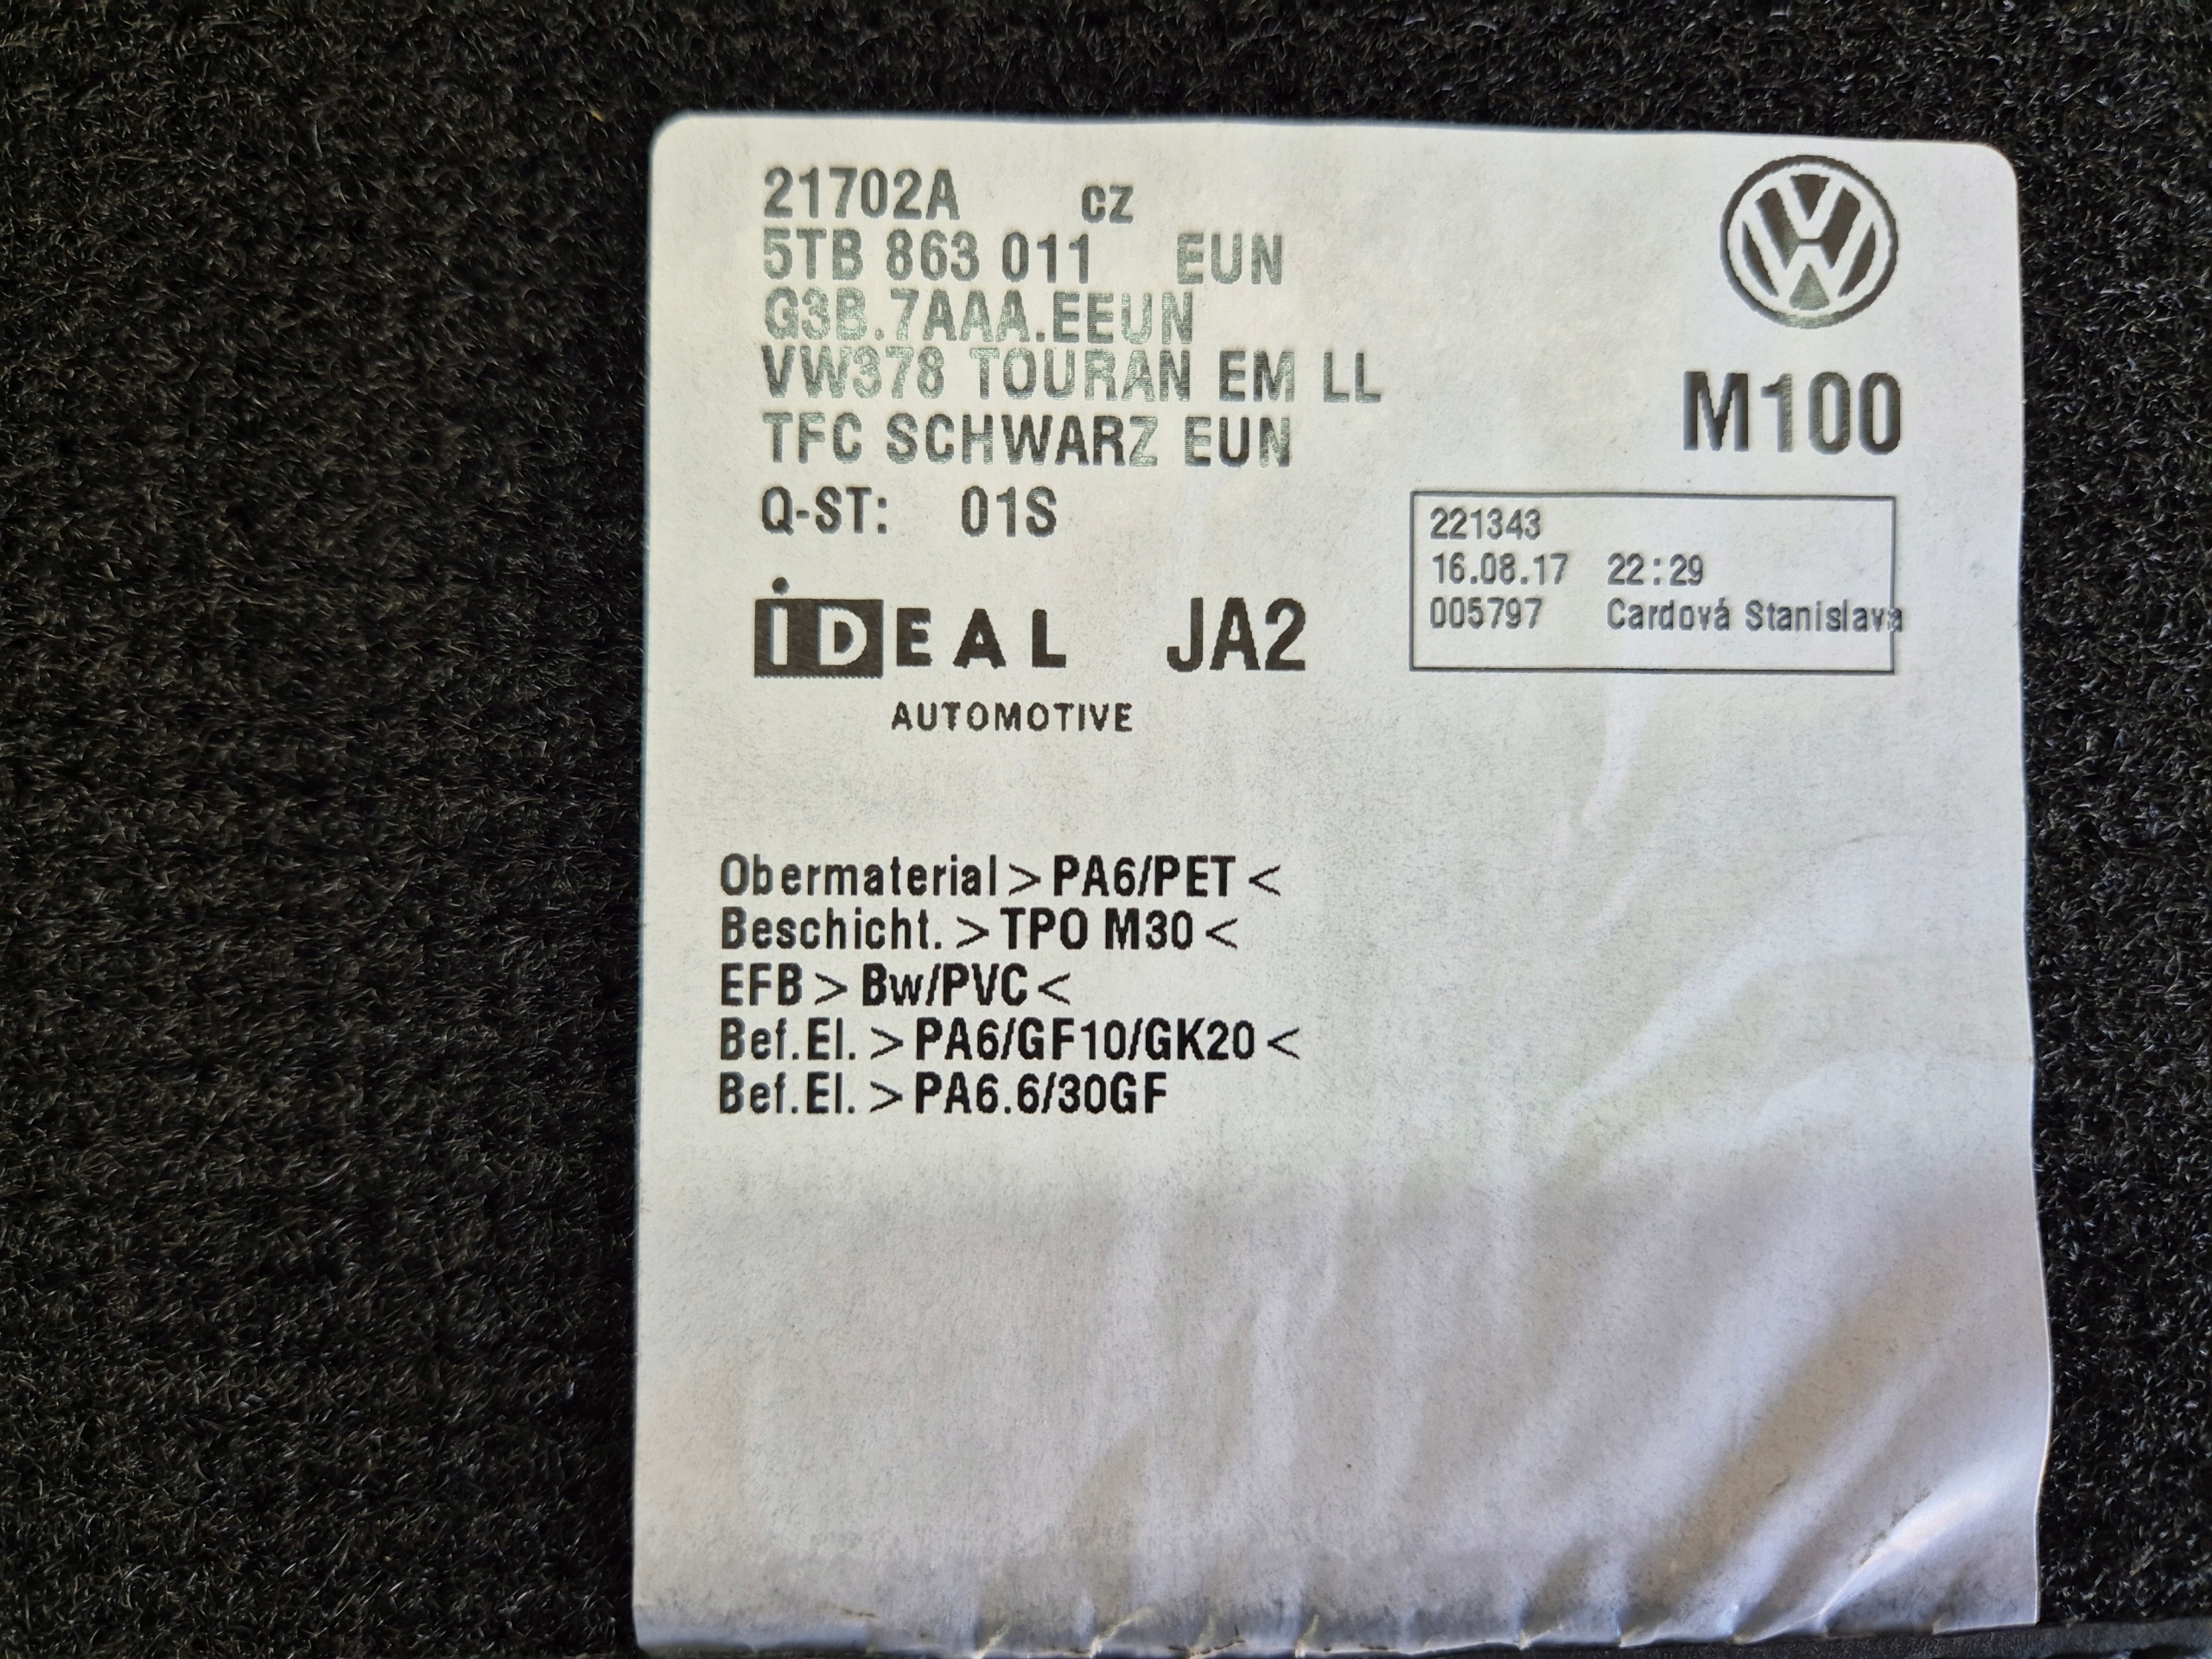 21702A cz
5TB 863 011 EUN
G3B.7AAA.EEUN
VW378 TOURAN EM LL
TFC SCHWARZ EUN
Q-ST: 01S
VW
M100
221343
16.08.17 22:29
005797 Cardová Stanislava
iDEAL JA2
AUTOMOTIVE
Obermaterial>PA6/PET<
Beschicht.>TPO M30<
EFB>Bw/PVC<
Bef.El.>PA6/GF10/GK20<
Bef.El.>PA6.6/30GF